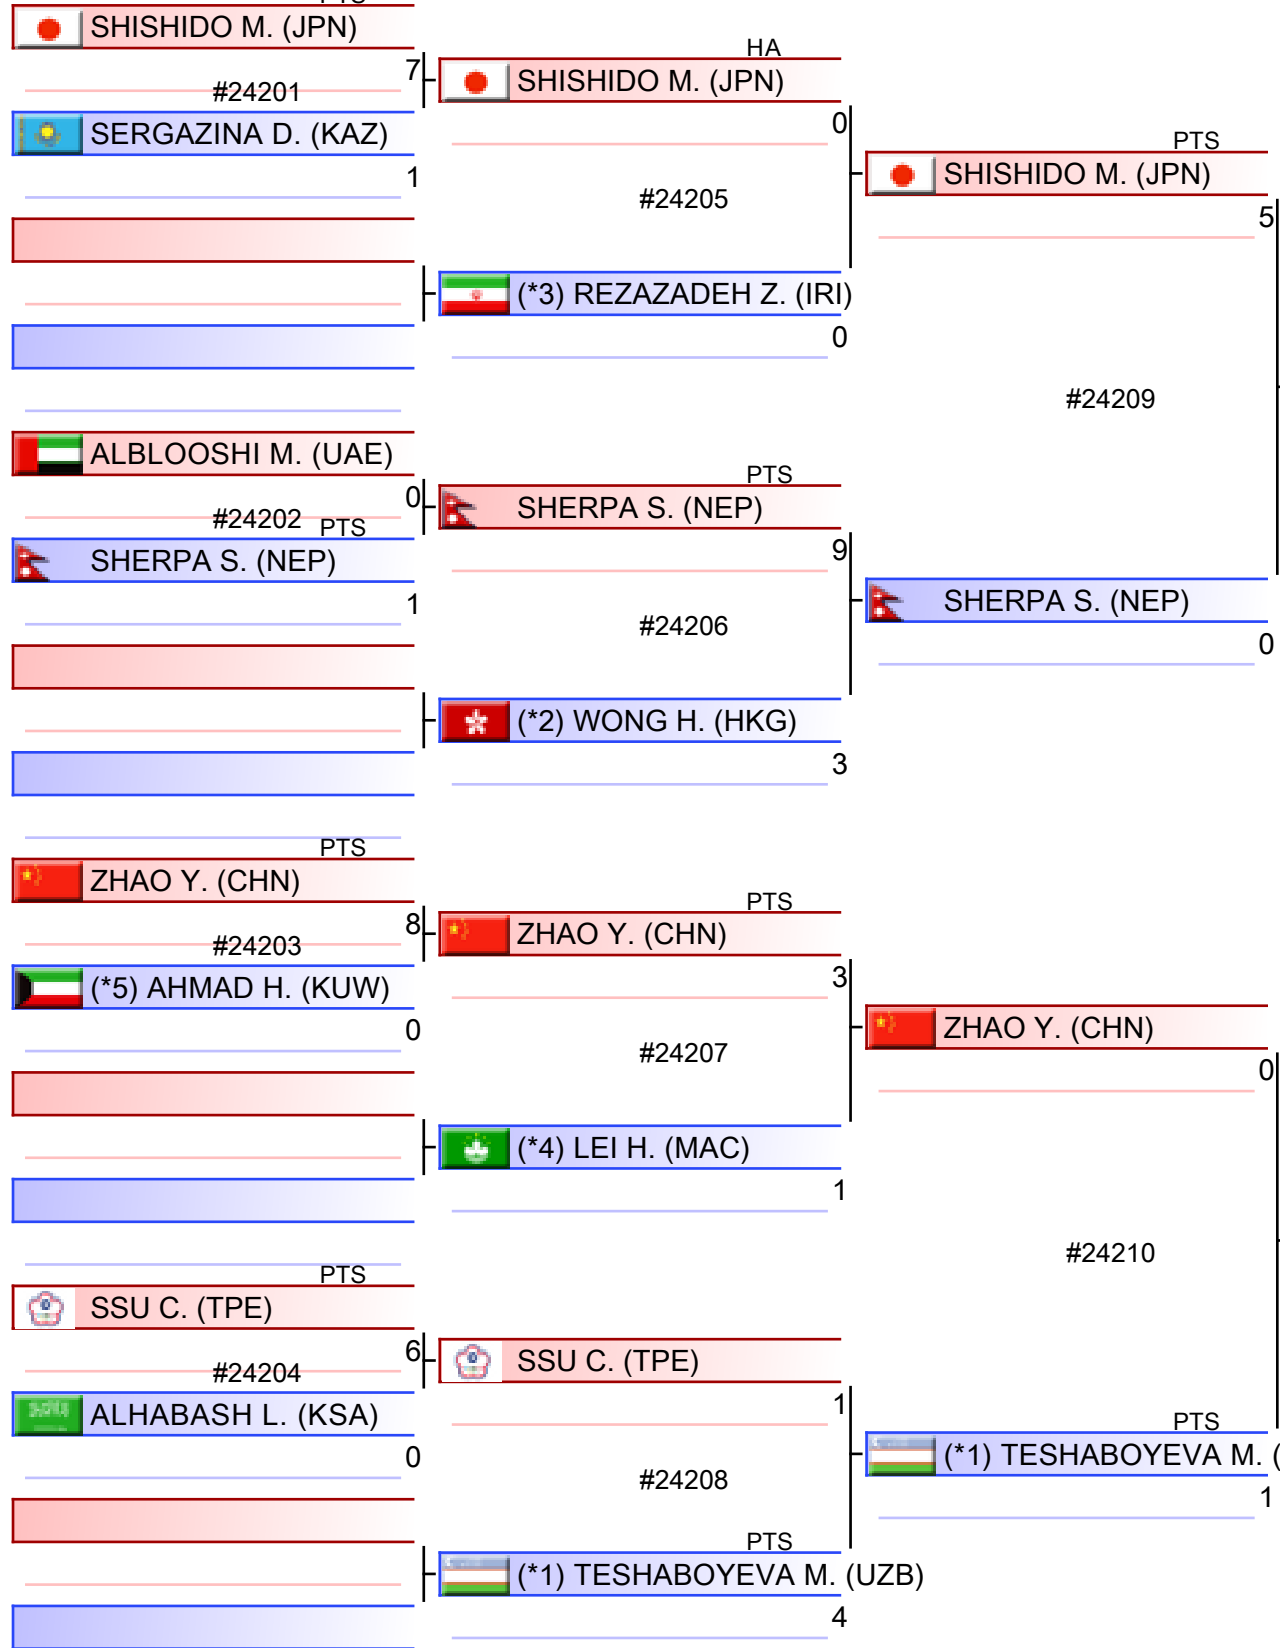 PTS
SHISHIDO M. (JPN)
7
#24201
SERGAZINA D. (KAZ)
1
ALBLOOSHI M. (UAE)
0
#24202
PTS
SHERPA S. (NEP)
1
PTS
ZHAO Y. (CHN)
8
#24203
(*5) AHMAD H. (KUW)
0
PTS
SSU C. (TPE)
6
#24204
ALHABASH L. (KSA)
0
HA
SHISHIDO M. (JPN)
0
#24205
(*3) REZAZADEH Z. (IRI)
0
PTS
SHERPA S. (NEP)
9
#24206
(*2) WONG H. (HKG)
3
PTS
ZHAO Y. (CHN)
3
#24207
(*4) LEI H. (MAC)
1
SSU C. (TPE)
1
#24208
PTS
(*1) TESHABOYEVA M. (UZB)
4
PTS
SHISHIDO M. (JPN)
5
#24209
SHERPA S. (NEP)
0
ZHAO Y. (CHN)
0
#24210
PTS
(*1) TESHABOYEVA M. (
1